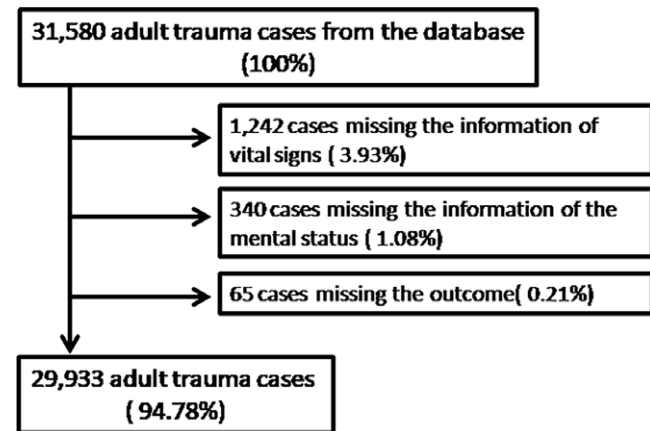 31,580 adult trauma cases from the database
(100%)
1,242 cases missing the information of
vital signs ( 3.93%)
340 cases missing the information of the
mental status ( 1.08%)
65 cases missing the outcome( 0.21%)
29,933 adult trauma cases
( 94.78%)